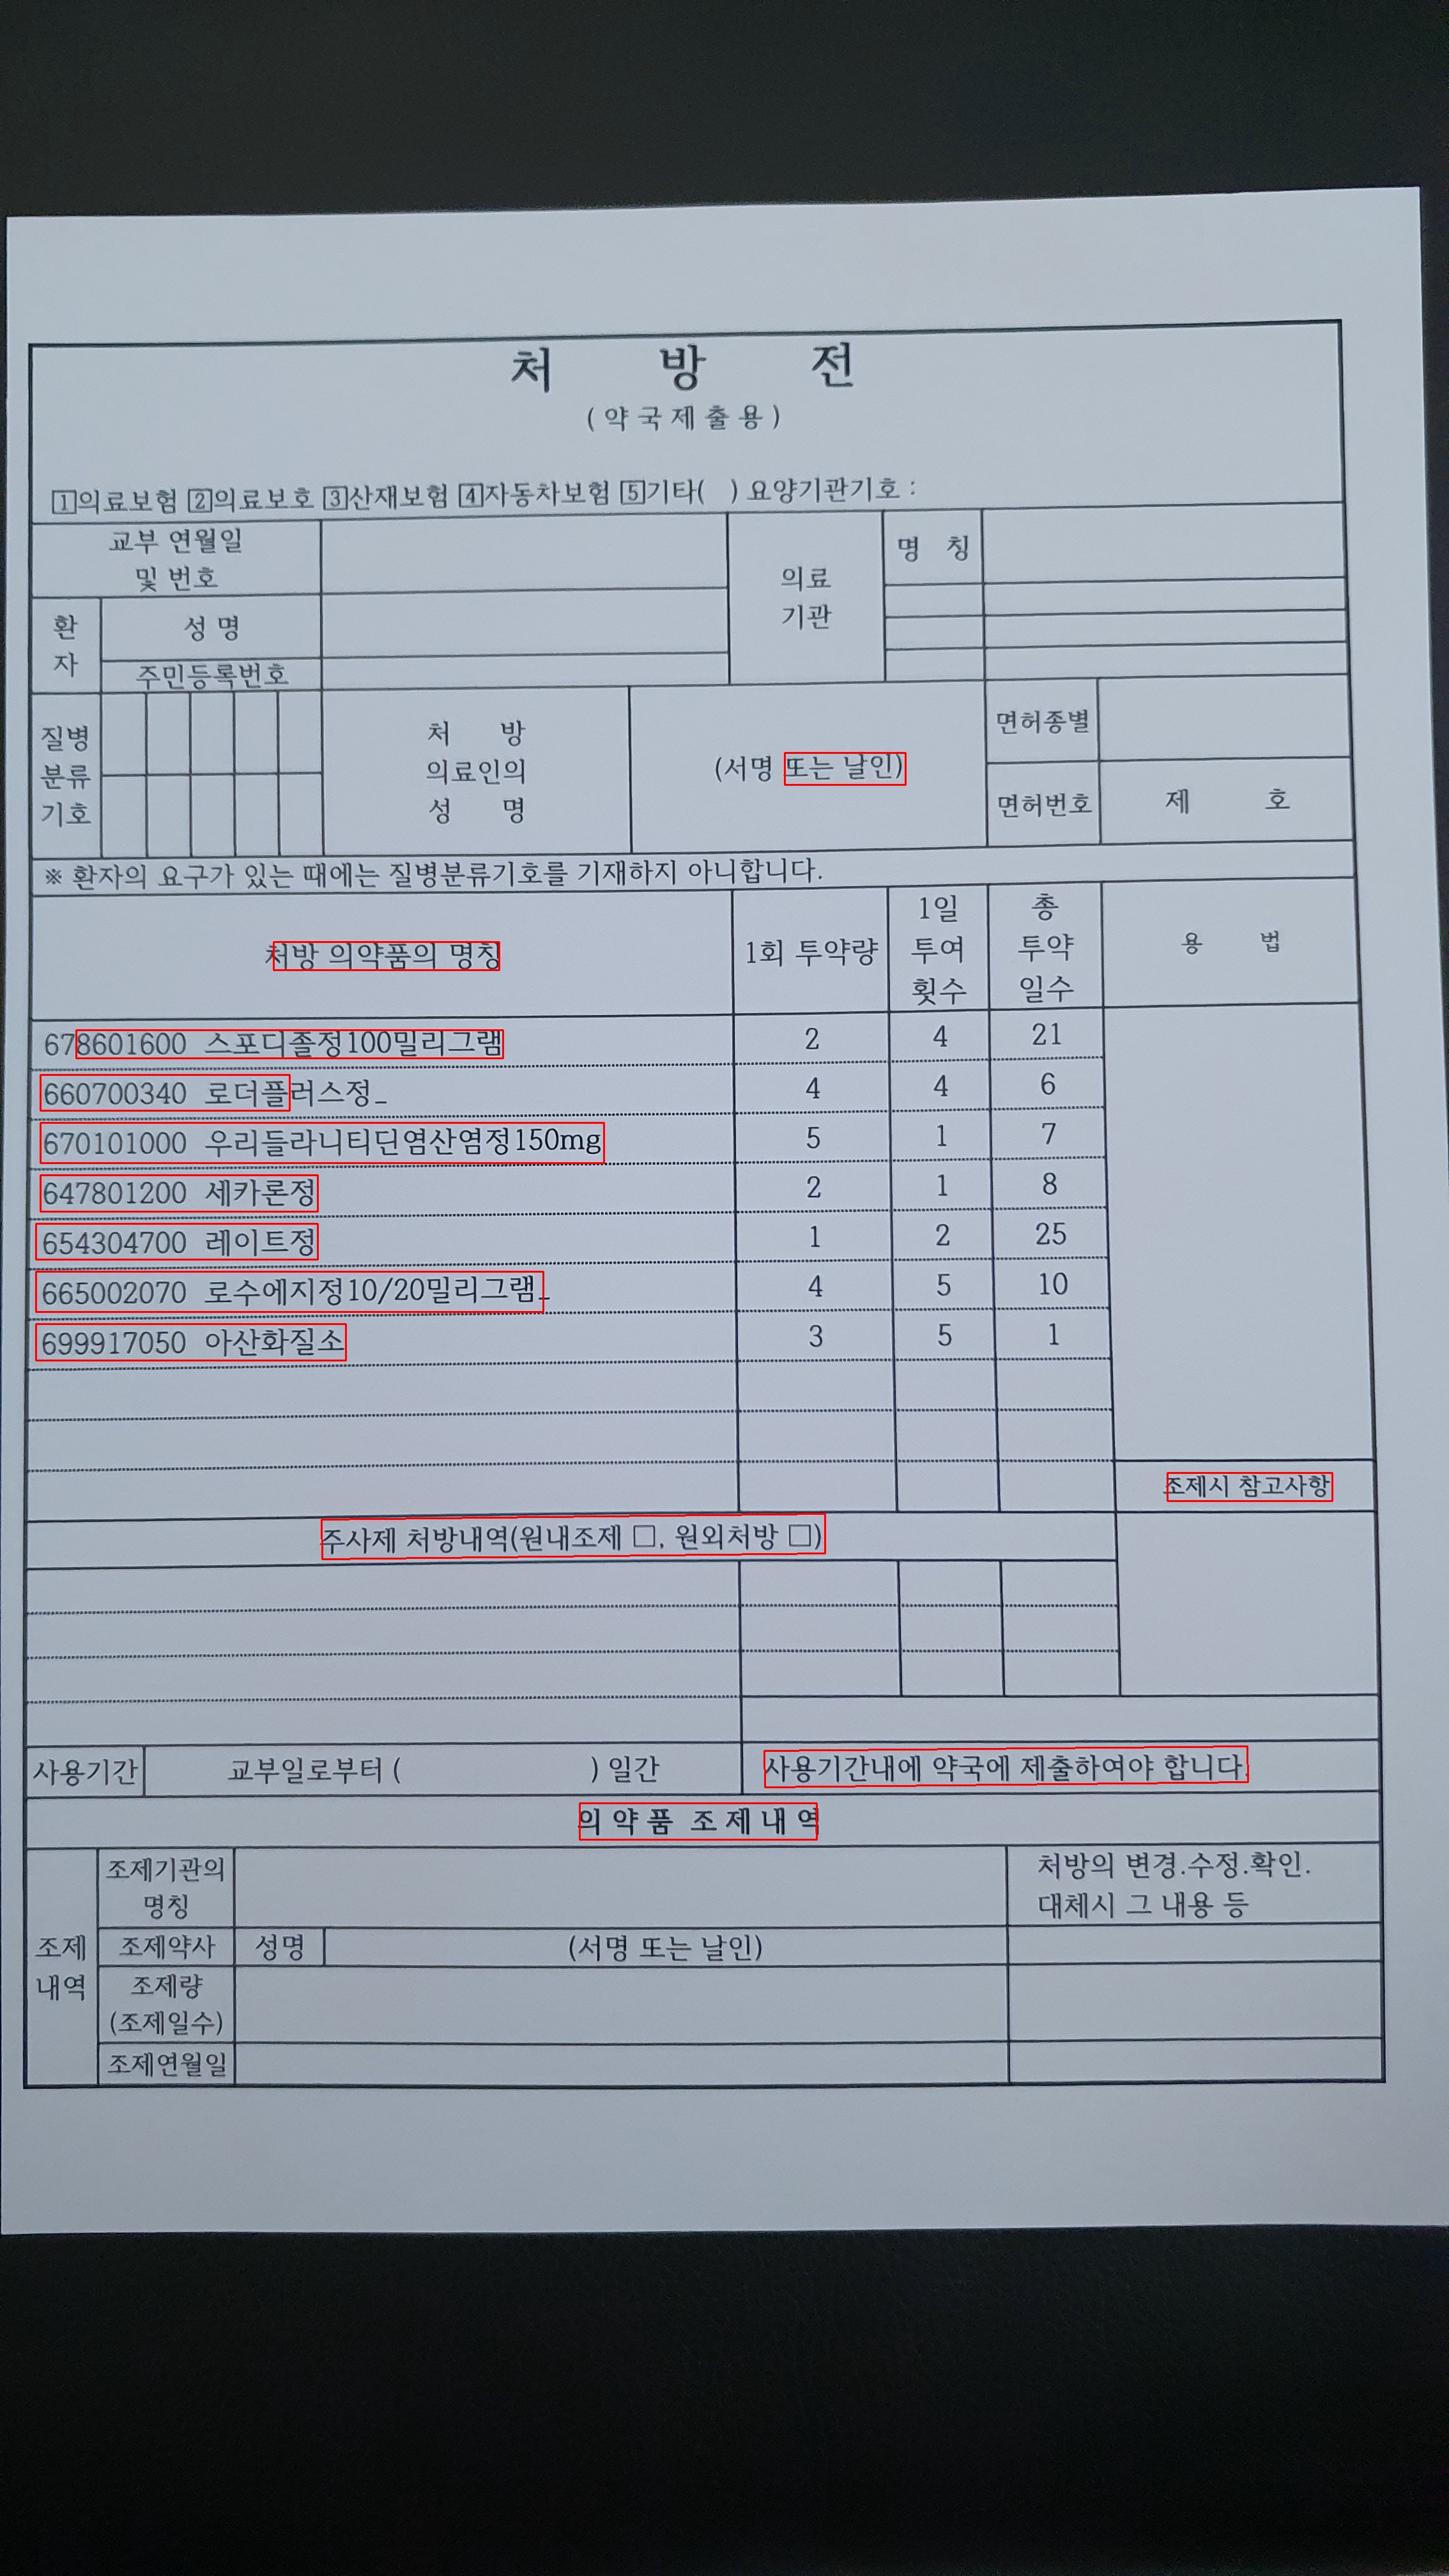 처 방 전
(약국제출용)
1의료보험 2의료보호 3산재보험 4자동차보험 5기타( ) 요양기관기호 :
교부 연월일
및 번호
의료
기관
명 칭
환
자
성 명
주민등록번호
질병
분류
기호
처 방
의료인의
성 명
(서명 또는 날인)
면허종별
면허번호
제 호
※ 환자의 요구가 있는 때에는 질병분류기호를 기재하지 아니합니다.
처방 의약품의 명칭
1회 투약량
1일
투여
횟수
총
투약
일수
용 법
678601600 스포디졸정100밀리그램 2 4 21
660700340 로더플러스정_ 4 4 6
670101000 우리들라니티딘염산염정150mg 5 1 7
647801200 세카론정 2 1 8
654304700 레이트정 1 2 25
665002070 로수에지정10/20밀리그램_ 4 5 10
699917050 아산화질소 3 5 1
조제시 참고사항
주사제 처방내역(원내조제 □, 원외처방 □)
사용기간 교부일로부터 ( ) 일간 사용기간내에 약국에 제출하여야 합니다.
의 약 품 조 제 내 역
조제
내역
조제기관의
명칭
처방의 변경.수정.확인.
대체시 그 내용 등
조제약사 성명 (서명 또는 날인)
조제량
(조제일수)
조제연월일